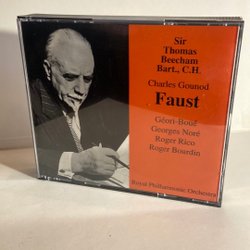 Sir
Thomas
Beecham
Bart., C.H.
Charles Gounod
Faust
Géori-Boué
Georges Noré
Roger Rico
Roger Bourdin
Royal Philharmonic Orchestra